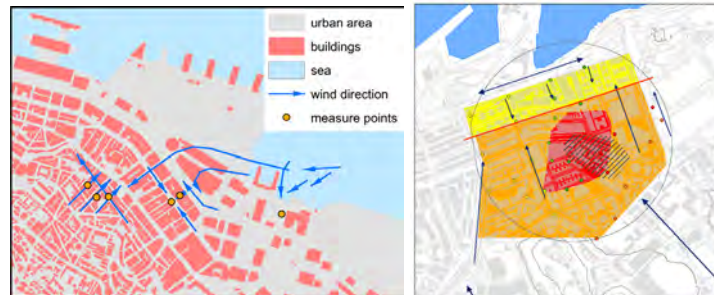 urban area
buildings
sea
wind direction
measure points